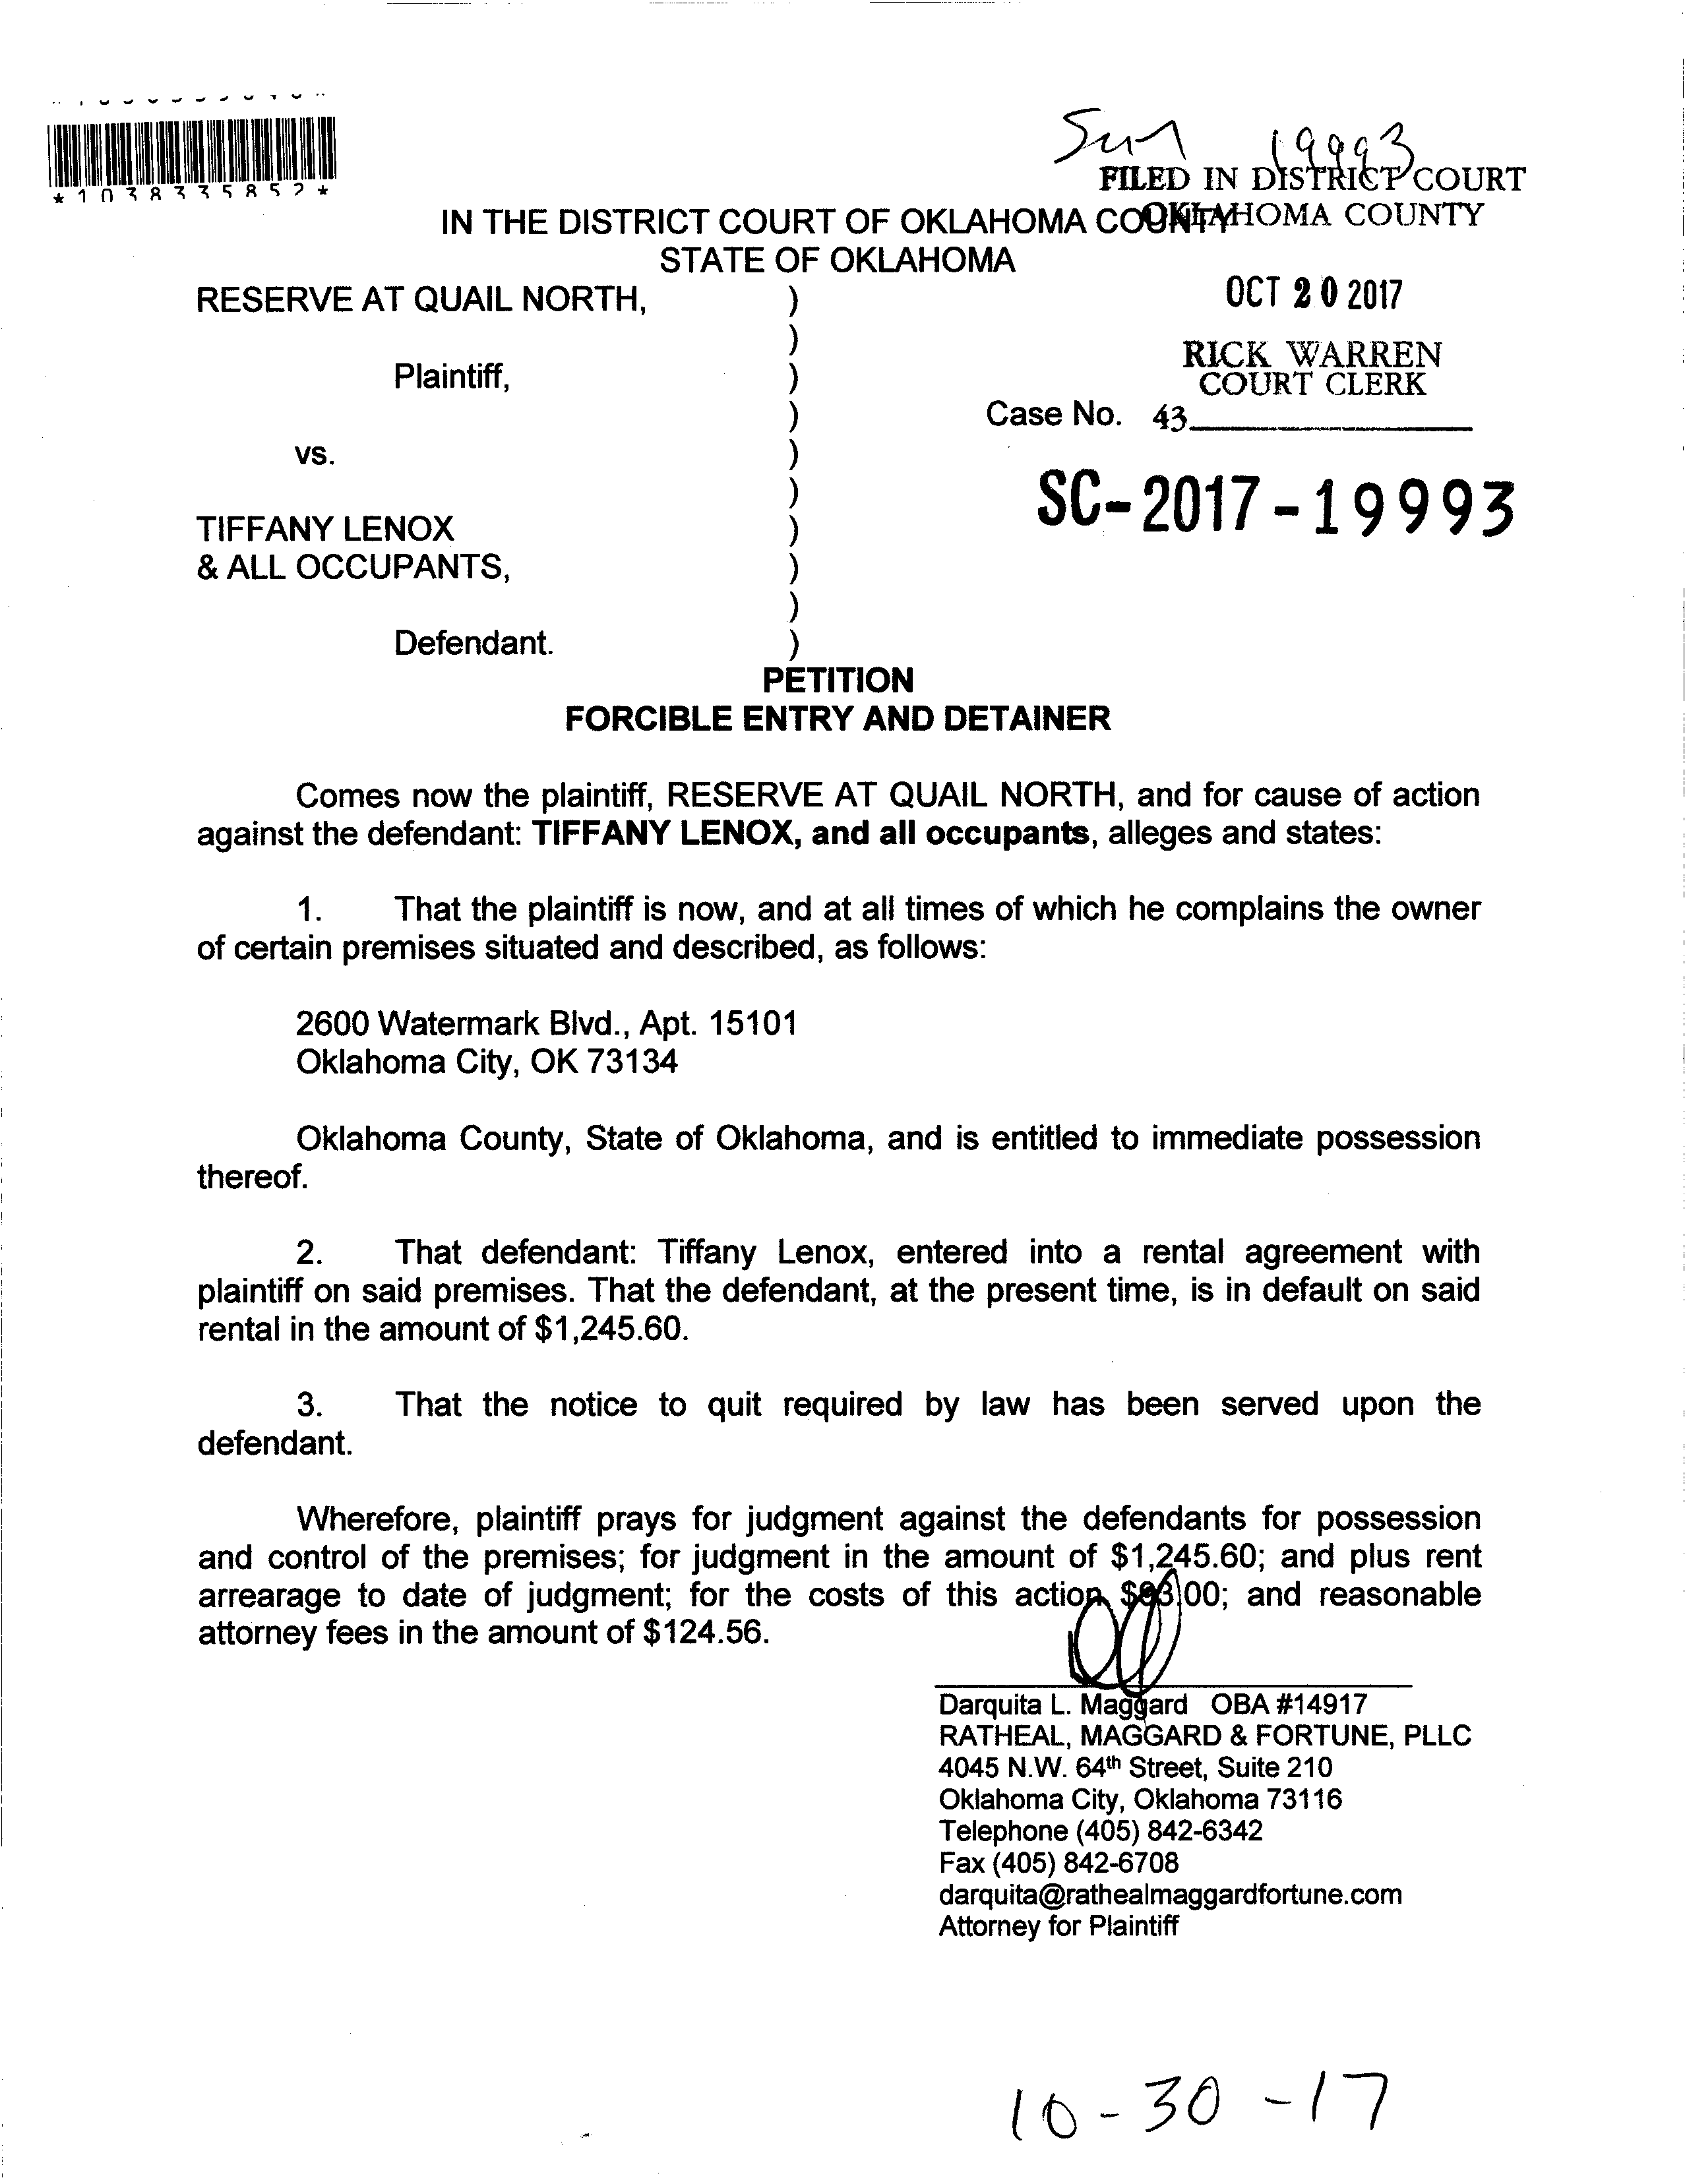 *1038335852*
19993
FILED IN DISTRICT COURT
OKLAHOMA COUNTY
IN THE DISTRICT COURT OF OKLAHOMA COUNTY
STATE OF OKLAHOMA
OCT 20 2017
RICK WARREN
COURT CLERK
RESERVE AT QUAIL NORTH, )
)
Plaintiff, )
) Case No. 43
vs. )
) SC-2017-19993
TIFFANY LENOX )
& ALL OCCUPANTS, )
)
Defendant. )
PETITION
FORCIBLE ENTRY AND DETAINER
Comes now the plaintiff, RESERVE AT QUAIL NORTH, and for cause of action
against the defendant: TIFFANY LENOX, and all occupants, alleges and states:
1. That the plaintiff is now, and at all times of which he complains the owner
of certain premises situated and described, as follows:
2600 Watermark Blvd., Apt. 15101
Oklahoma City, OK 73134
Oklahoma County, State of Oklahoma, and is entitled to immediate possession
thereof.
2. That defendant: Tiffany Lenox, entered into a rental agreement with
plaintiff on said premises. That the defendant, at the present time, is in default on said
rental in the amount of $1,245.60.
3. That the notice to quit required by law has been served upon the
defendant.
Wherefore, plaintiff prays for judgment against the defendants for possession
and control of the premises; for judgment in the amount of $1,245.60; and plus rent
arrearage to date of judgment; for the costs of this action, 00; and reasonable
attorney fees in the amount of $124.56.
Darquita L. Maggard OBA #14917
RATHEAL, MAGGARD & FORTUNE, PLLC
4045 N.W. 64th Street, Suite 210
Oklahoma City, Oklahoma 73116
Telephone (405) 842-6342
Fax (405) 842-6708
darquita@rathealmaggardfortune.com
Attorney for Plaintiff
10-30-17